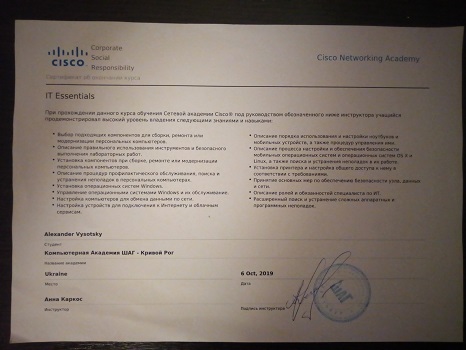 CISCO
Corporate
Social
Responsibility
Cisco Networking Academy
Сертификат об окончании курса
IT Essentials
При прохождении данного курса обучения Сетевой академии Cisco® под руководством обозначенного ниже инструктора учащийся
продемонстрировал высокий уровень владения следующими знаниями и навыками:
• Выбор подходящих компонентов для сборки, ремонта или
модернизации персональных компьютеров.
• Описание правильного использования инструментов и безопасного
выполнения лабораторных работ.
• Установка компонентов при сборке, ремонте или модернизации
персональных компьютеров.
• Описание процедур профилактического обслуживания, поиска и
устранения неполадок в персональных компьютерах.
• Установка операционных систем Windows.
• Управление операционными системами Windows и их обслуживание.
• Настройка компьютеров для обмена данными по сети.
• Настройка устройств для подключения к Интернету и облачным
сервисам.
• Описание порядка использования и настройки ноутбуков и
мобильных устройств, а также процедур управления ими.
• Описание процесса настройки и обеспечения безопасности
мобильных операционных систем и операционных систем OS X и
Linux, а также поиска и устранения неполадок в их работе.
• Установка принтера и настройка общего доступа к нему в
соответствии с требованиями.
• Принятие основных мер по обеспечению безопасности узла, данных
и сети.
• Описание ролей и обязанностей специалиста по ИТ.
• Расширенный поиск и устранение сложных аппаратных и
программных неполадок.
Alexander Vysotsky
Студент
Компьютерная Академия ШАГ - Кривой Рог
Название академии
Ukraine
6 Oct, 2019
Место
Дата
Анна Каркос
Инструктор
Подпись инструктора